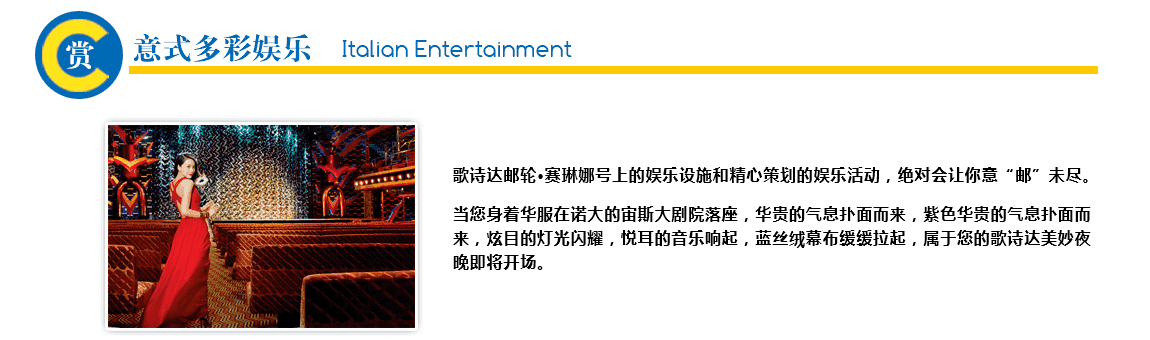 赏
意式多彩娱乐 Italian Entertainment
歌诗达邮轮•赛琳娜号上的娱乐设施和精心策划的娱乐活动，绝对会让你意“邮”未尽。
当您身着华服在诺大的宙斯大剧院落座，华贵的气息扑面而来，紫色华贵的气息扑面而
来，炫目的灯光闪耀，悦耳的音乐响起，蓝丝绒幕布缓缓拉起，属于您的歌诗达美妙夜
晚即将开场。